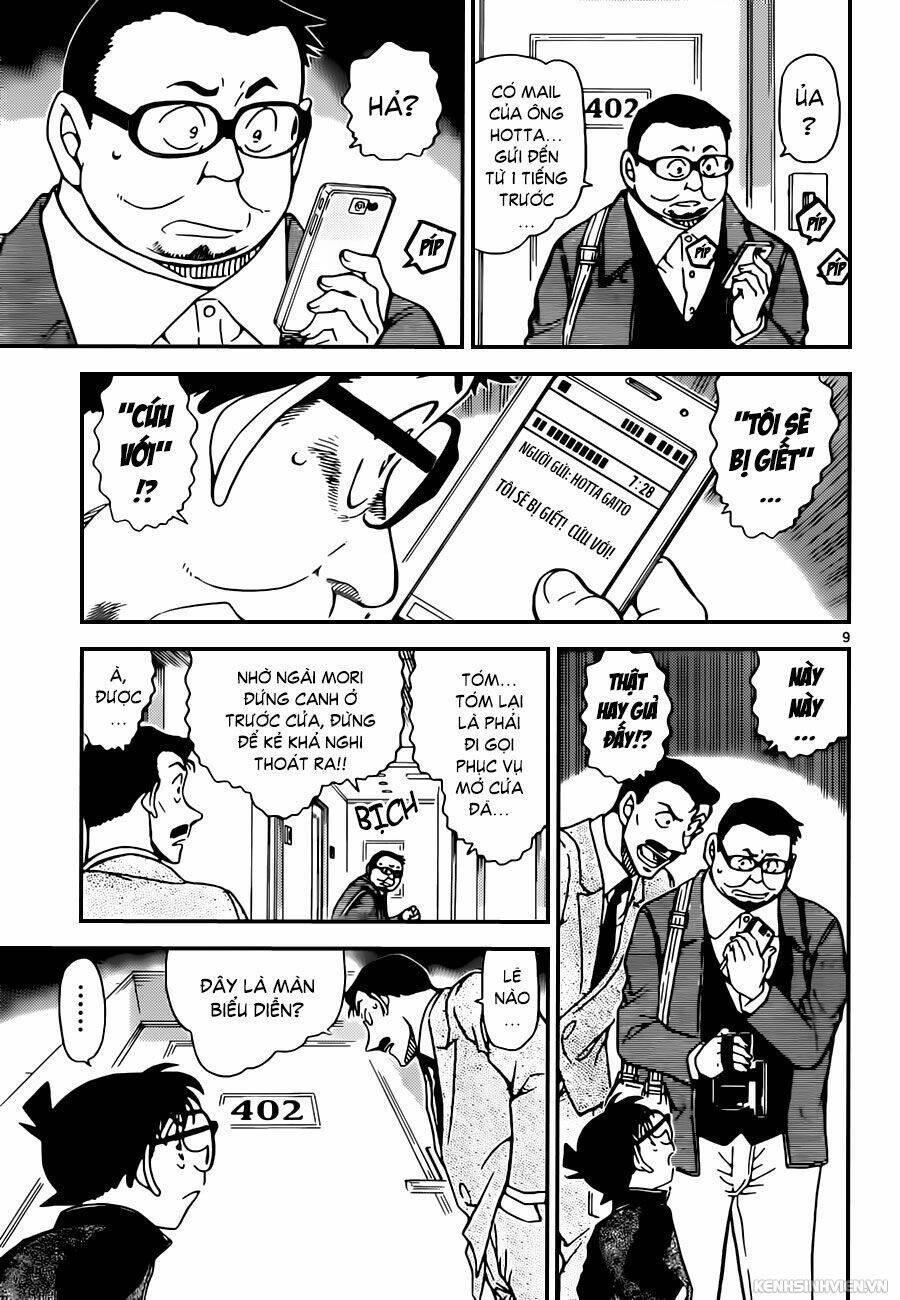 ỦA
?
CÓ MAIL
CỦA ÔNG
HOTTA...
GỬI ĐẾN
TỪ 1 TIẾNG
TRƯỚC
...
402
PÍP
PÍP
PÍP
HẢ?
PÍP
"TÔI SẼ
BỊ GIẾT"
...
7:28
NGƯỜI GỬI: HOTTA GAITO
TÔI SẼ BỊ GIẾT! CỨU VỚI!!
"CỨU
VỚI"
!?
9
NÀY
NÀY
...
THẬT
HAY GIẢ
ĐẤY!?
TÓM...
TÓM LẠI
LÀ PHẢI
ĐI GỌI
PHỤC VỤ
MỞ CỬA
ĐÃ...
NHỜ NGÀI MORI
ĐỨNG CANH Ở
TRƯỚC CỬA, ĐỪNG
ĐỂ KẺ KHẢ NGHI
THOÁT RA!!
BỊCH
À,
ĐƯỢC
...
LẼ NÀO
...
ĐÂY LÀ MÀN
BIỂU DIỄN?
402
......
KENHSINHVIEN.VN